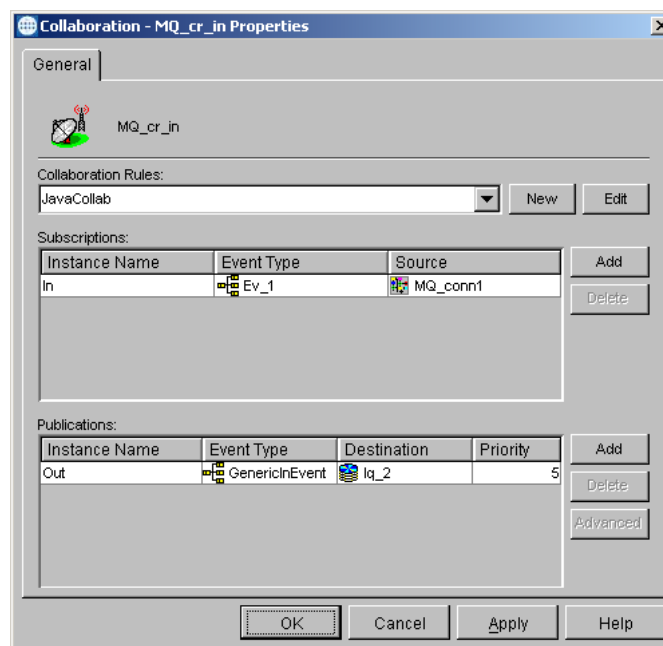 Collaboration - MQ_cr_in Properties
General
MQ_cr_in
Collaboration Rules:
JavaCollab New Edit
Subscriptions:
Instance Name Event Type Source Add
In Ev_1 MQ_conn1
Delete
Publications:
Instance Name Event Type Destination Priority Add
Out GenericInEvent Iq_2 5
Delete
Advanced
OK Cancel Apply Help